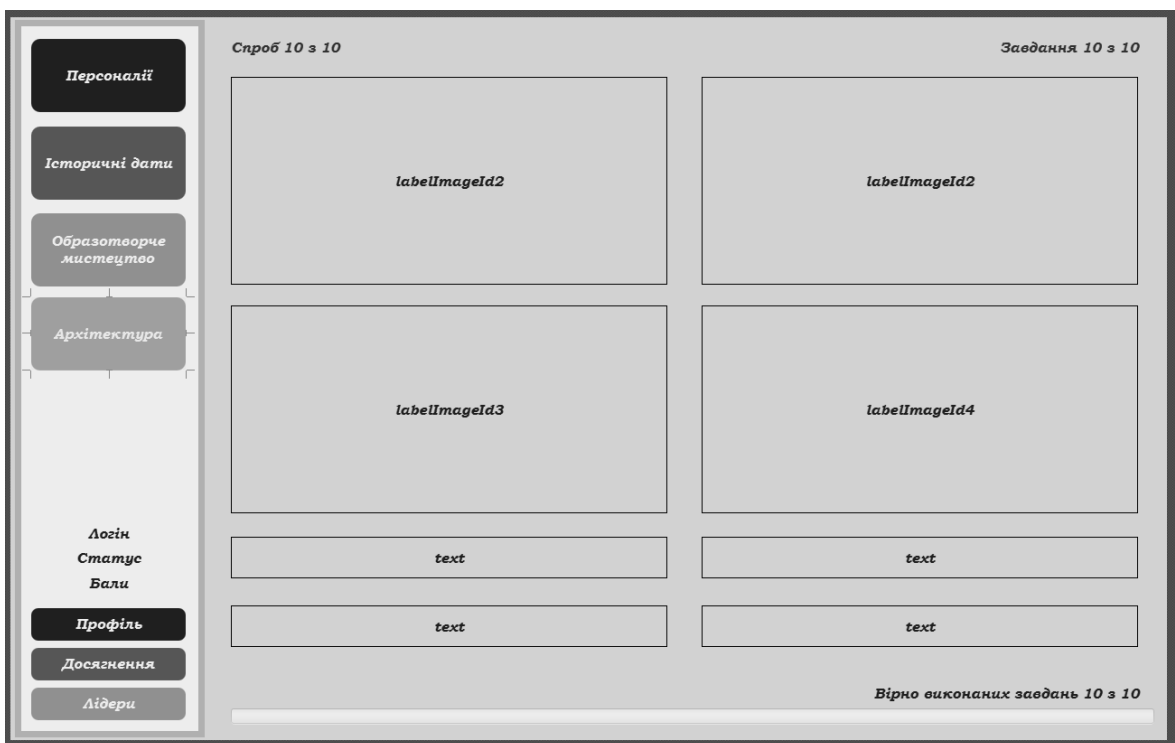 Персоналії
Історичні дати
Образотворче
мистецтво
Архітектура
Логін
Статус
Бали
Профіль
Досягнення
Лідери
Спроб 10 з 10
Завдання 10 з 10
labelImageId2
labelImageId2
labelImageId3
labelImageId4
text
text
text
text
Вірно виконаних завдань 10 з 10